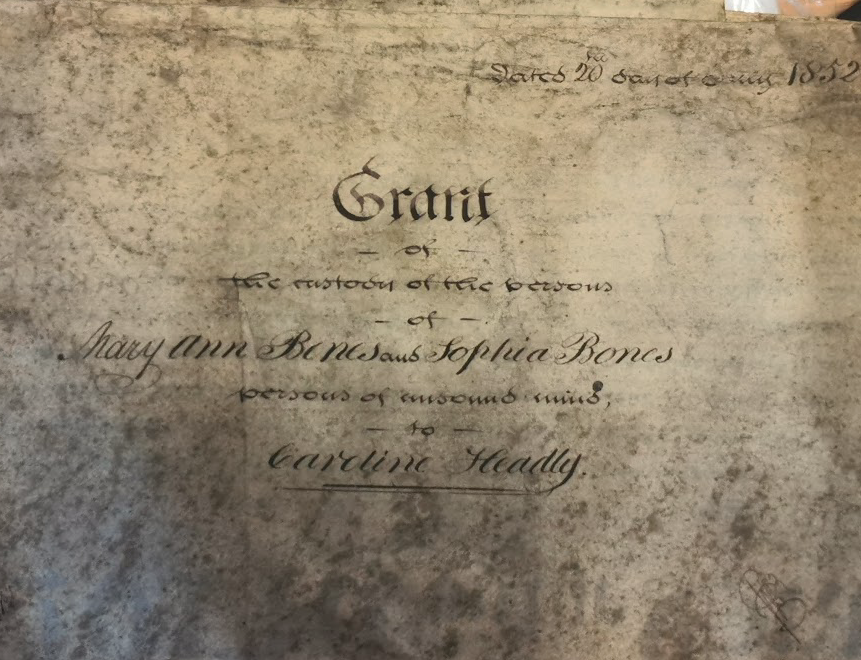 Dated 20th day of 1852
Grant
of
the custody of the persons
of
Mary Ann Bones and Sophia Bones
persons of unsound mind,
to
Caroline Headly.